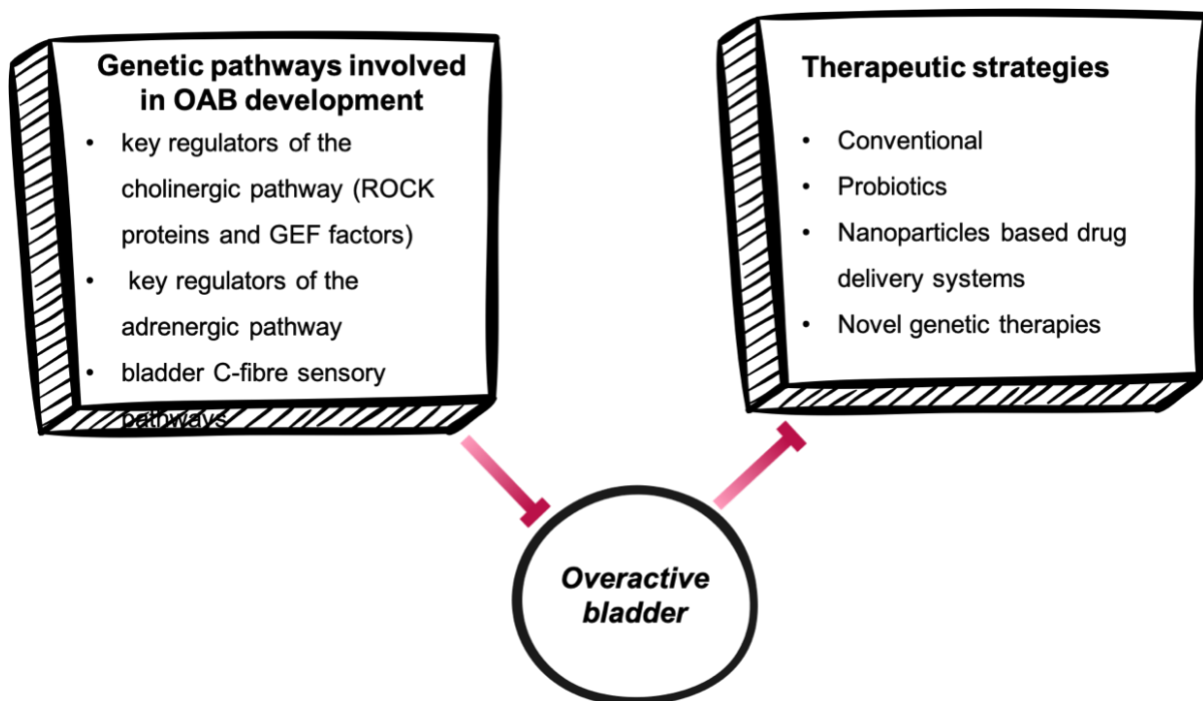 Genetic pathways involved
in OAB development
• key regulators of the
cholinergic pathway (ROCK
proteins and GEF factors)
• key regulators of the
adrenergic pathway
• bladder C-fibre sensory
pathways
Therapeutic strategies
• Conventional
• Probiotics
• Nanoparticles based drug
delivery systems
• Novel genetic therapies
Overactive
bladder